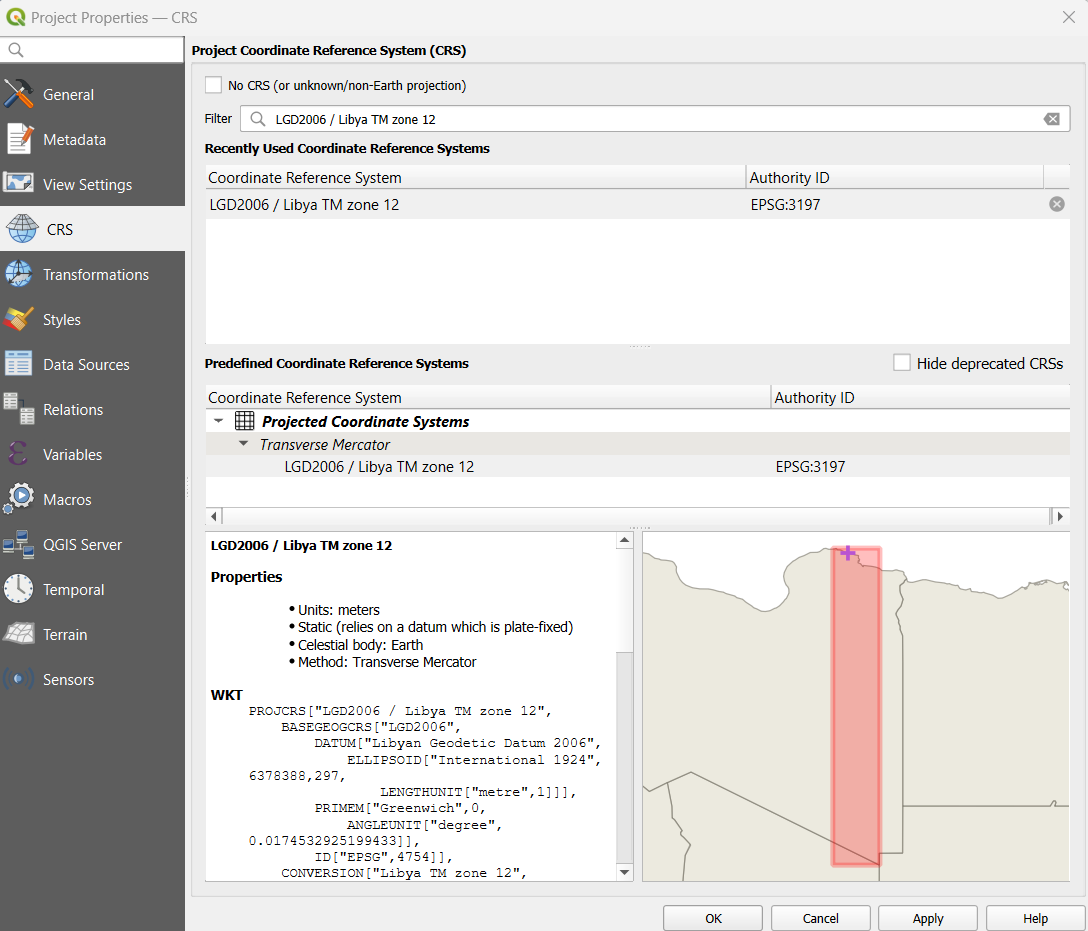 Project Properties — CRS
Project Coordinate Reference System (CRS)
No CRS (or unknown/non-Earth projection)
Filter
LGD2006 / Libya TM zone 12
General
Metadata
View Settings
CRS
Transformations
Styles
Data Sources
Relations
Variables
Macros
QGIS Server
Temporal
Terrain
Sensors
Recently Used Coordinate Reference Systems
Coordinate Reference System Authority ID
LGD2006 / Libya TM zone 12 EPSG:3197
Predefined Coordinate Reference Systems
Hide deprecated CRSs
Coordinate Reference System Authority ID
Projected Coordinate Systems
Transverse Mercator
LGD2006 / Libya TM zone 12 EPSG:3197
LGD2006 / Libya TM zone 12
Properties
• Units: meters
• Static (relies on a datum which is plate-fixed)
• Celestial body: Earth
• Method: Transverse Mercator
WKT
PROJCRS["LGD2006 / Libya TM zone 12",
BASEGEOGCRS["LGD2006",
DATUM["Libyan Geodetic Datum 2006",
ELLIPSOID["International 1924",
6378388,297,
LENGTHUNIT["metre",1]]],
PRIMEM["Greenwich",0,
ANGLEUNIT["degree",
0.0174532925199433]],
ID["EPSG",4754]],
CONVERSION["Libya TM zone 12",
OK
Cancel
Apply
Help